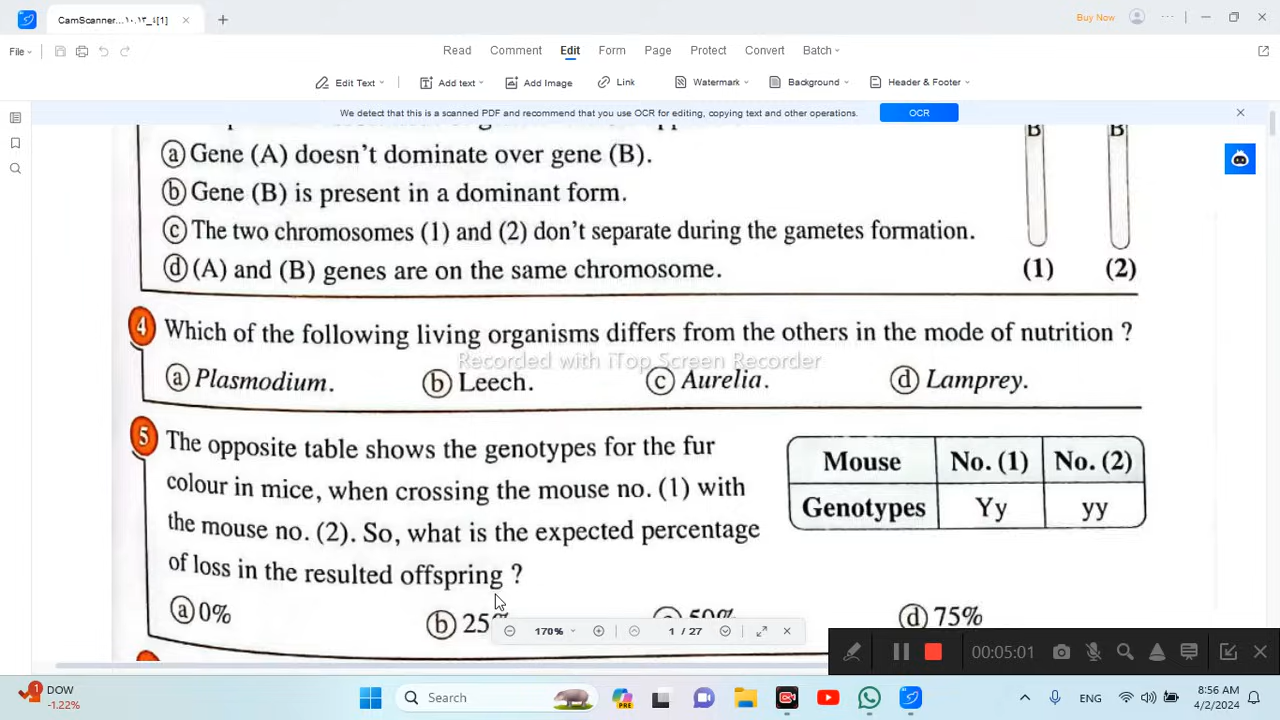 CamScanner...١٠.١٣_٤[1]
Buy Now
File
Read Comment Edit Form Page Protect Convert Batch
Edit Text Add text Add Image Link Watermark Background Header & Footer
We detect that this is a scanned PDF and recommend that you use OCR for editing, copying text and other operations. OCR
B B
ⓐ Gene (A) doesn't dominate over gene (B).
ⓑ Gene (B) is present in a dominant form.
ⓒ The two chromosomes (1) and (2) don't separate during the gametes formation.
ⓓ (A) and (B) genes are on the same chromosome.
(1) (2)
4 Which of the following living organisms differs from the others in the mode of nutrition ?
Recorded with iTop Screen Recorder
ⓐ Plasmodium. ⓑ Leech. ⓒ Aurelia. ⓓ Lamprey.
5 The opposite table shows the genotypes for the fur
colour in mice, when crossing the mouse no. (1) with
the mouse no. (2). So, what is the expected percentage
of loss in the resulted offspring ?
Mouse No. (1) No. (2)
Genotypes Yy yy
ⓐ 0% ⓑ 25% ⓒ 50% ⓓ 75%
170% 1 / 27
00:05:01
1 DOW
-1.22%
Search
PRE
ENG
8:56 AM
4/2/2024